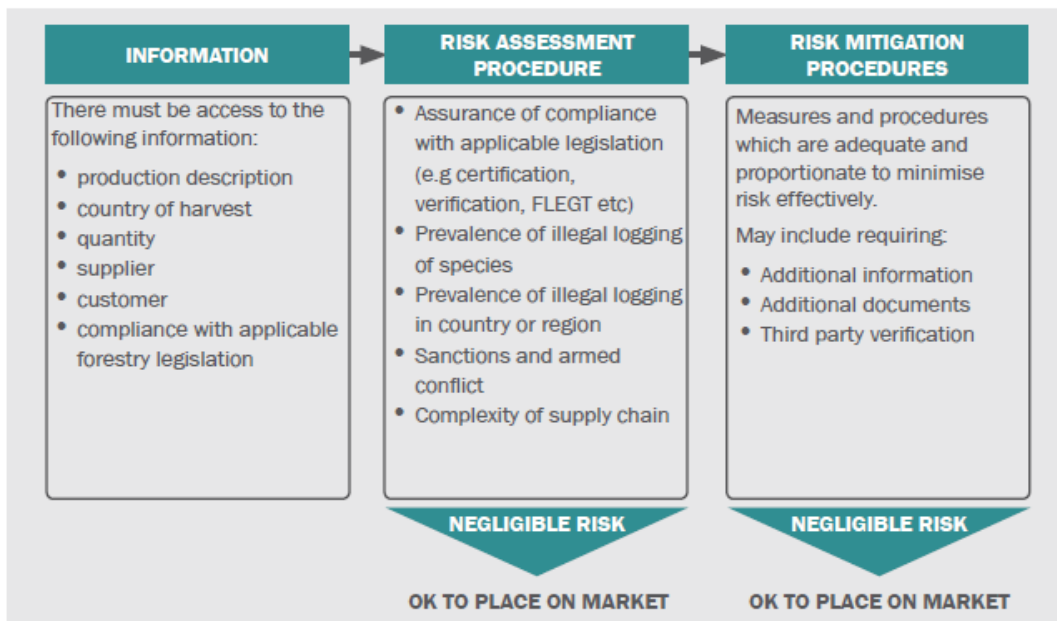 INFORMATION
There must be access to the
following information:
• production description
• country of harvest
• quantity
• supplier
• customer
• compliance with applicable
forestry legislation
RISK ASSESSMENT
PROCEDURE
• Assurance of compliance
with applicable legislation
(e.g certification,
verification, FLEGT etc)
• Prevalence of illegal logging
of species
• Prevalence of illegal logging
in country or region
• Sanctions and armed
conflict
• Complexity of supply chain
NEGLIGIBLE RISK
OK TO PLACE ON MARKET
RISK MITIGATION
PROCEDURES
Measures and procedures
which are adequate and
proportionate to minimise
risk effectively.
May include requiring:
• Additional information
• Additional documents
• Third party verification
NEGLIGIBLE RISK
OK TO PLACE ON MARKET